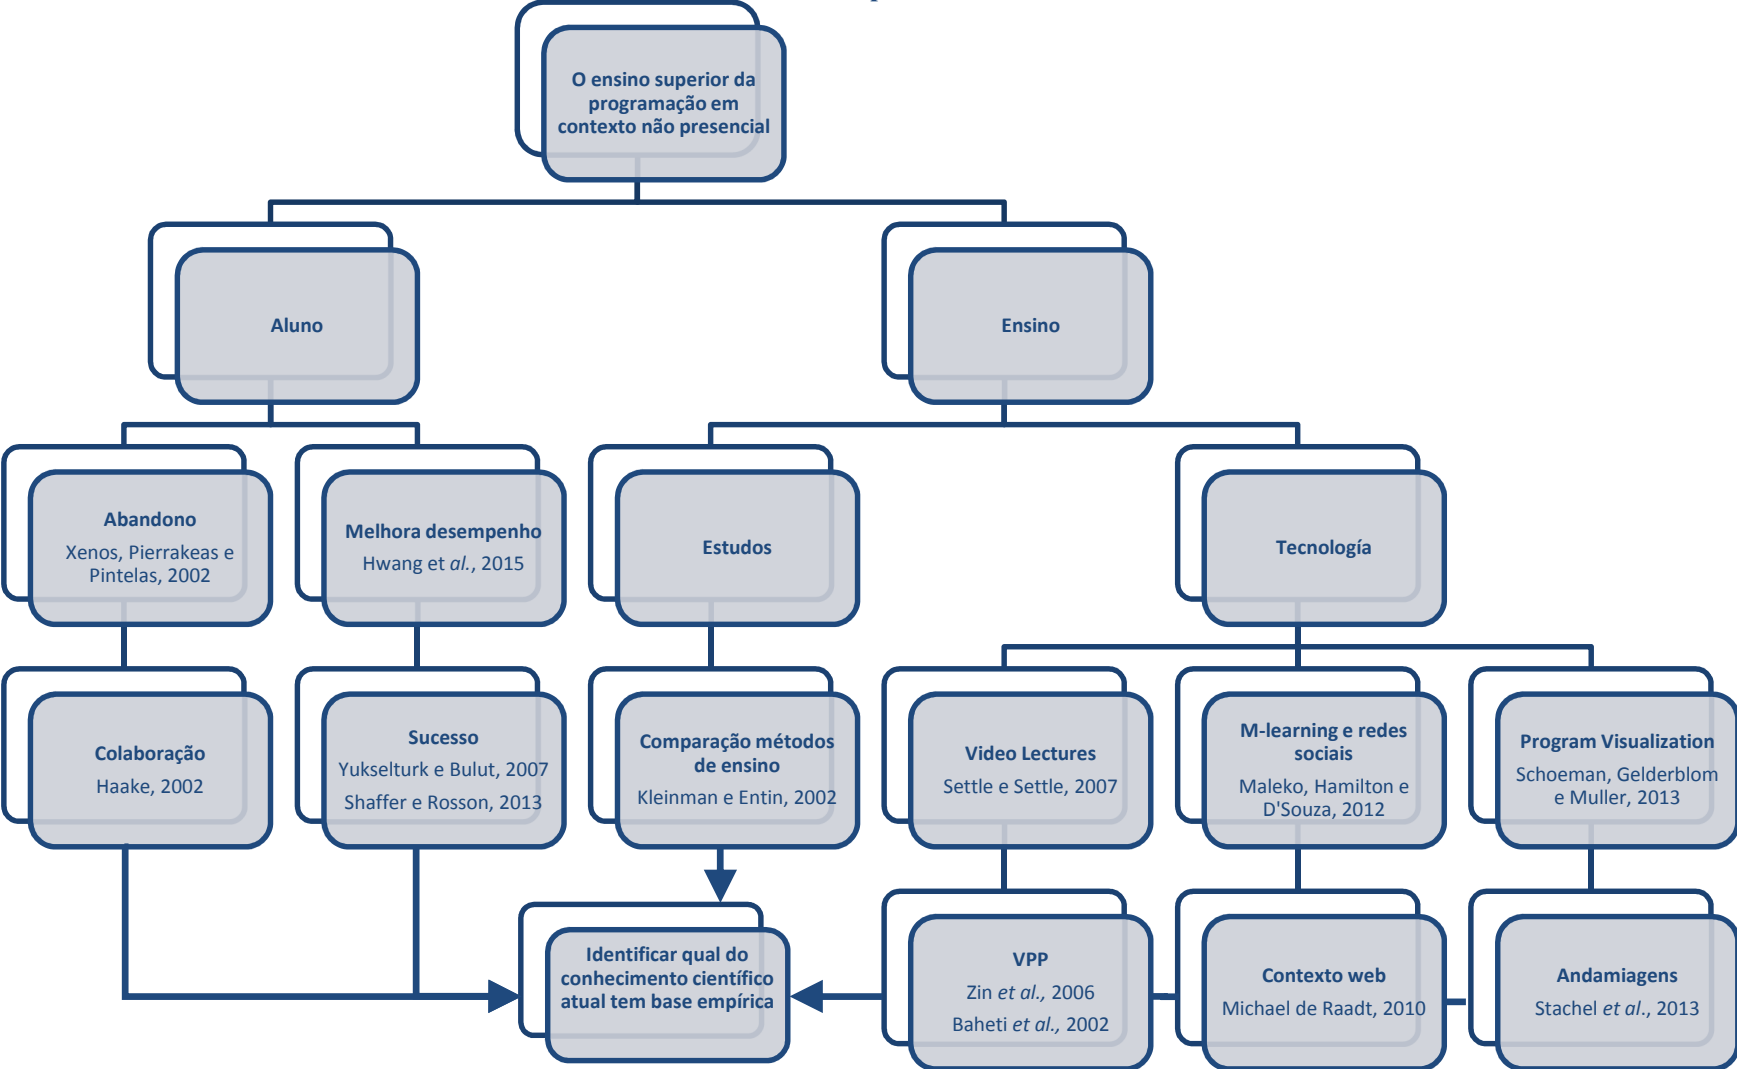 O ensino superior da
programação em
contexto não presencial
Aluno
Ensino
Abandono
Xenos, Pierrakeas e
Pintelas, 2002
Melhora desempenho
Hwang et al., 2015
Estudos
Tecnología
Colaboração
Haake, 2002
Sucesso
Yukselturk e Bulut, 2007
Shaffer e Rosson, 2013
Comparação métodos
de ensino
Kleinman e Entin, 2002
Video Lectures
Settle e Settle, 2007
M-learning e redes
sociais
Maleko, Hamilton e
D'Souza, 2012
Program Visualization
Schoeman, Gelderblom
e Muller, 2013
Identificar qual do
conhecimento científico
atual tem base empírica
VPP
Zin et al., 2006
Baheti et al., 2002
Contexto web
Michael de Raadt, 2010
Andamiagens
Stachel et al., 2013